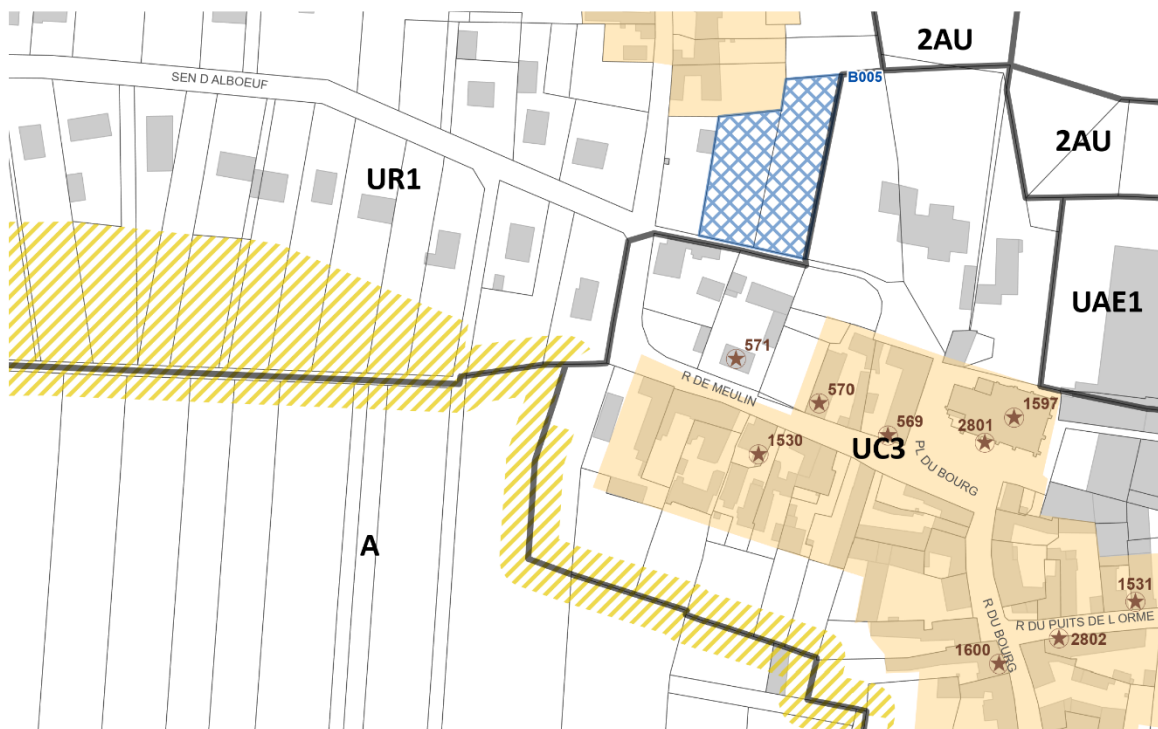 2AU
B005
SEN D ALBOEUF
2AU
UR1
UAE1
571
R DE MEULIN
570
1597
569
2801
1530
UC3
PL DU BOURG
A
1531
R DU BOURG
R DU PUITS DE L ORME
2802
1600